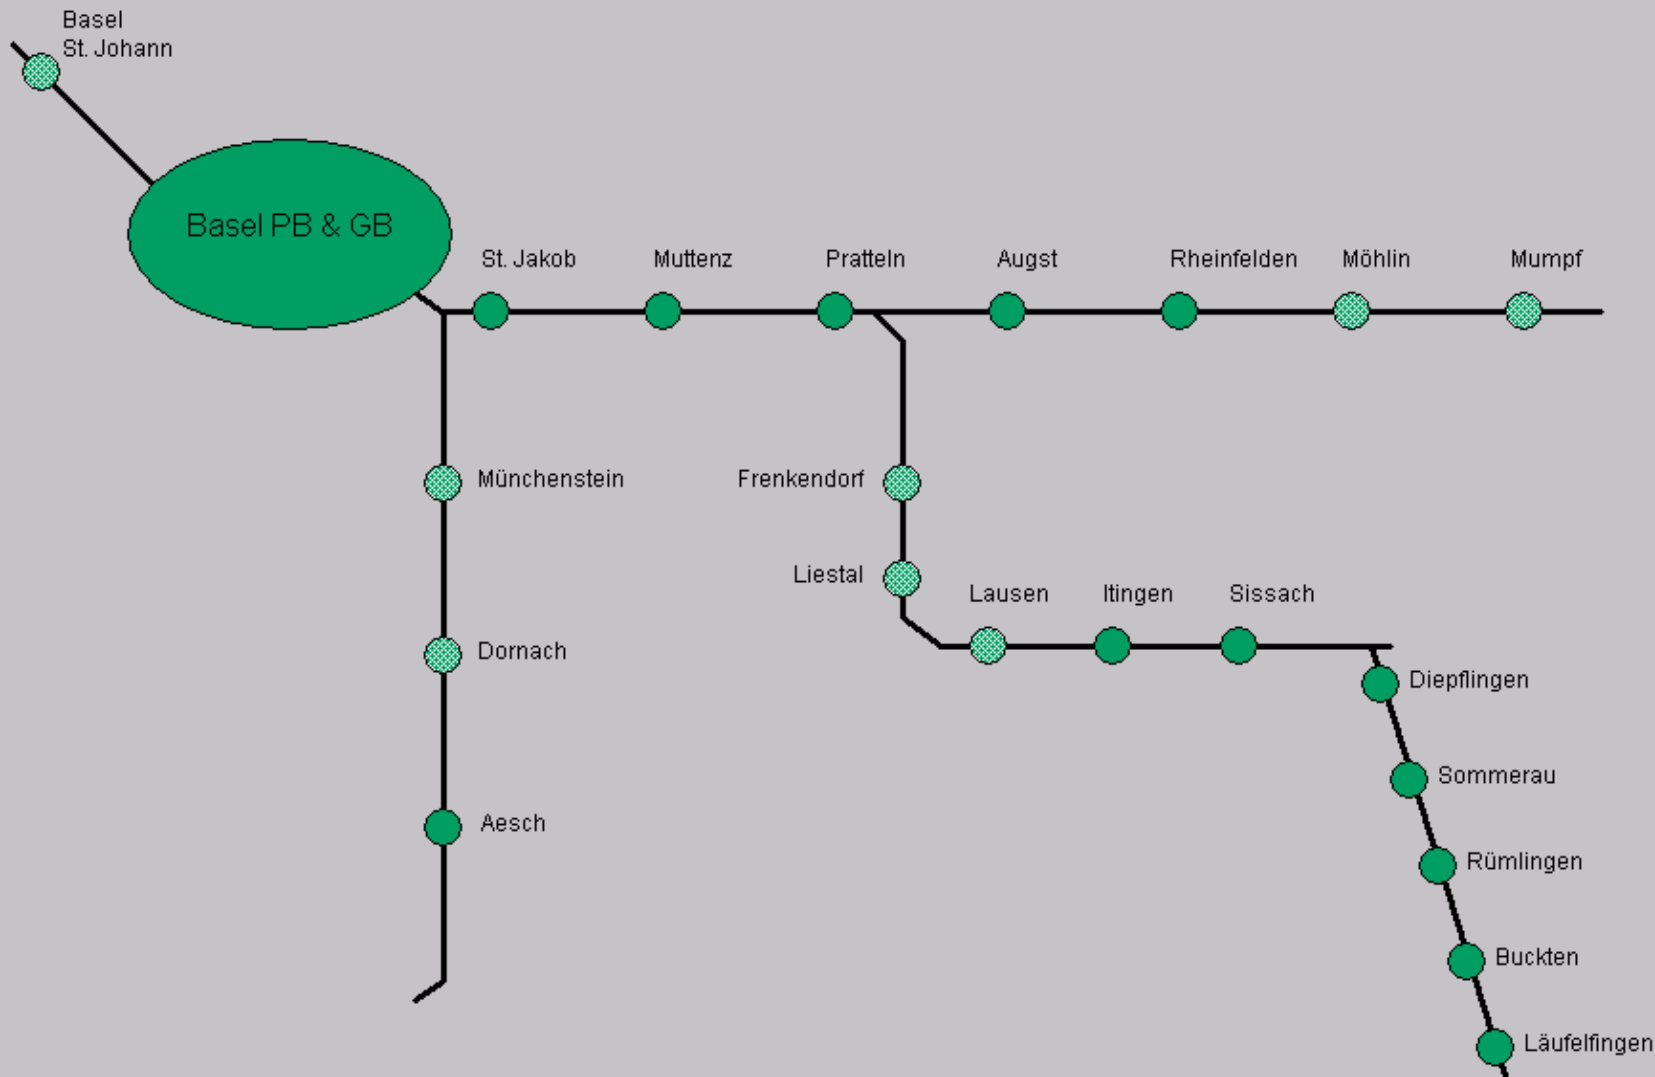 Basel
St. Johann
Basel PB & GB
St. Jakob
Muttenz
Pratteln
Augst
Rheinfelden
Möhlin
Mumpf
Münchenstein
Frenkendorf
Liestal
Lausen
Itingen
Sissach
Dornach
Diepflingen
Sommerau
Aesch
Rümlingen
Buckten
Läufelfingen